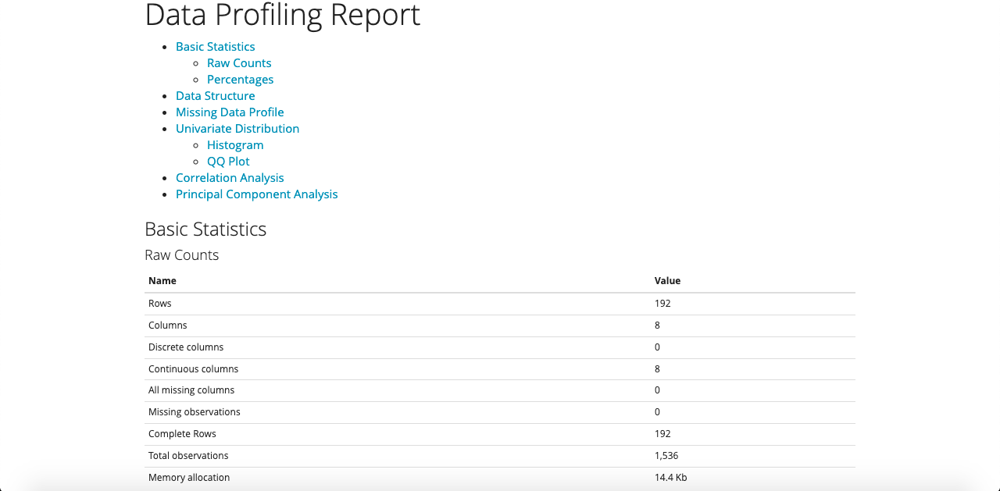 Data Profiling Report
Basic Statistics
Raw Counts
Percentages
Data Structure
Missing Data Profile
Univariate Distribution
Histogram
QQ Plot
Correlation Analysis
Principal Component Analysis
Basic Statistics
Raw Counts
Name Value
Rows 192
Columns 8
Discrete columns 0
Continuous columns 8
All missing columns 0
Missing observations 0
Complete Rows 192
Total observations 1,536
Memory allocation 14.4 Kb